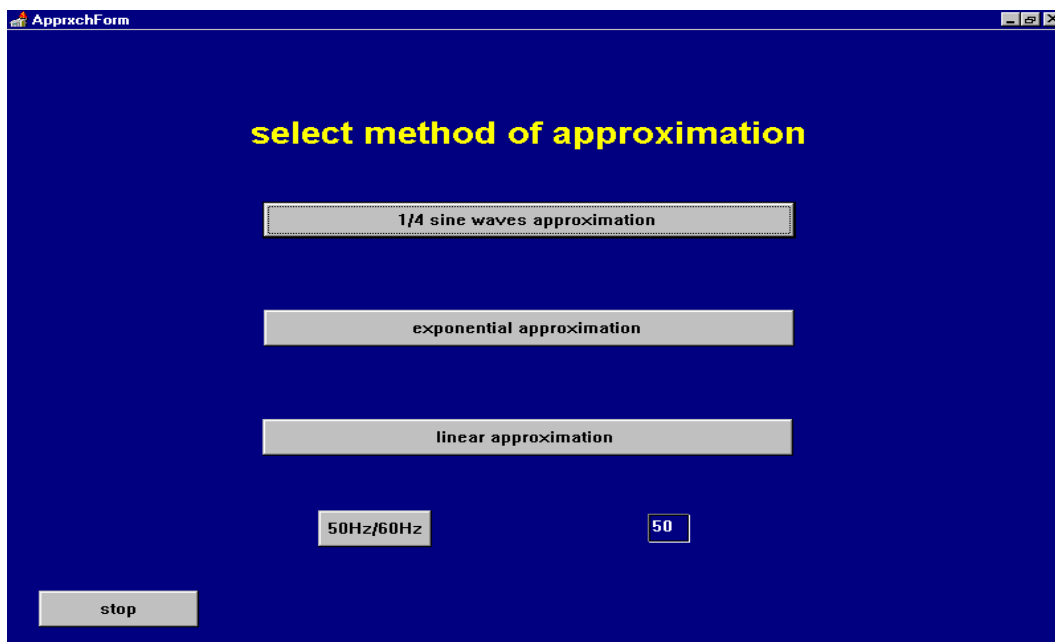 ApprxchForm
select method of approximation
1/4 sine waves approximation
exponential approximation
linear approximation
50Hz/60Hz 50
stop